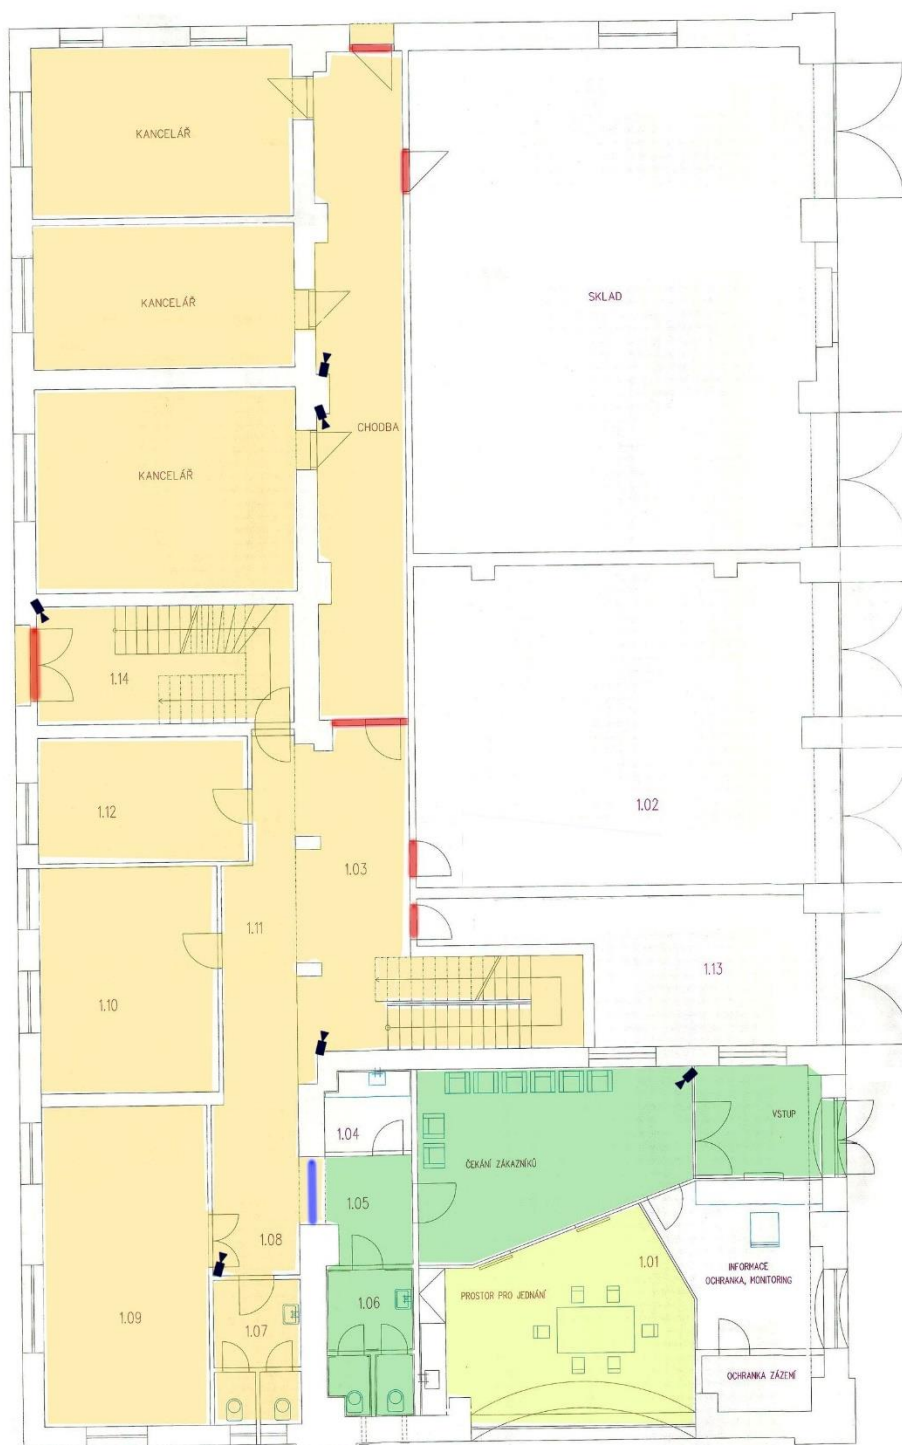 KANCELÁŘ
KANCELÁŘ
SKLAD
CHODBA
KANCELÁŘ
1.14
1.02
1.12
1.03
1.11
1.13
1.10
VSTUP
1.04
ČEKÁNÍ ZÁKAZNÍKŮ
1.05
1.08
1.01
INFORMACE
OCHRANKA, MONITORING
PROSTOR PRO JEDNÁNÍ
1.06
1.09
1.07
OCHRANKA ZÁZEMÍ